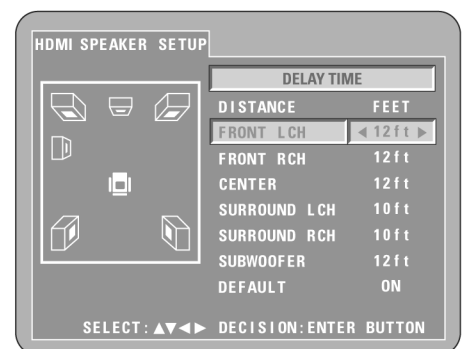 HDMI SPEAKER SETUP
DELAY TIME
DISTANCE FEET
FRONT LCH ◀ 12ft ▶
FRONT RCH 12ft
CENTER 12ft
SURROUND LCH 10ft
SURROUND RCH 10ft
SUBWOOFER 12ft
DEFAULT ON
SELECT:▲▼◀▶ DECISION:ENTER BUTTON